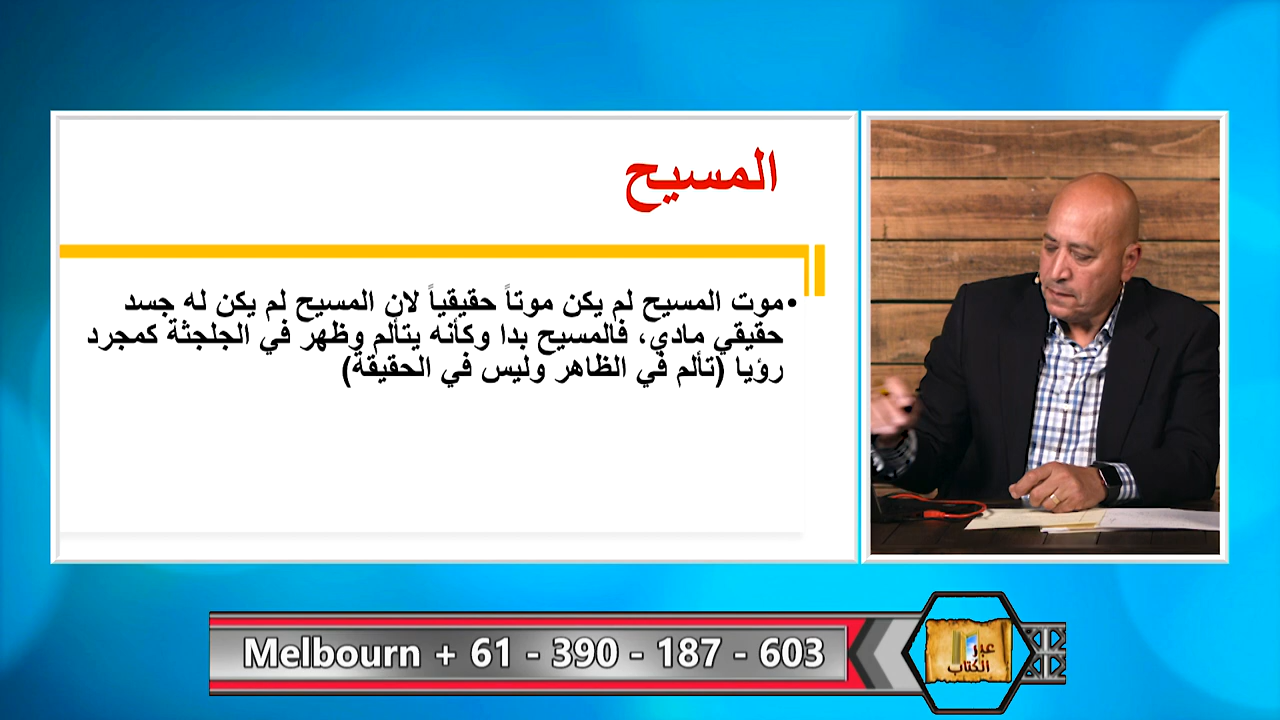 المسيح
•موت المسيح لم يكن موتاً حقيقياً لان المسيح لم يكن له جسد
حقيقي مادي، فالمسيح بدا وكأنه يتألم وظهر في الجلجثة كمجرد
رؤيا (تألم في الظاهر وليس في الحقيقة)
Melbourn + 61 - 390 - 187 - 603
عبر
الكتاب